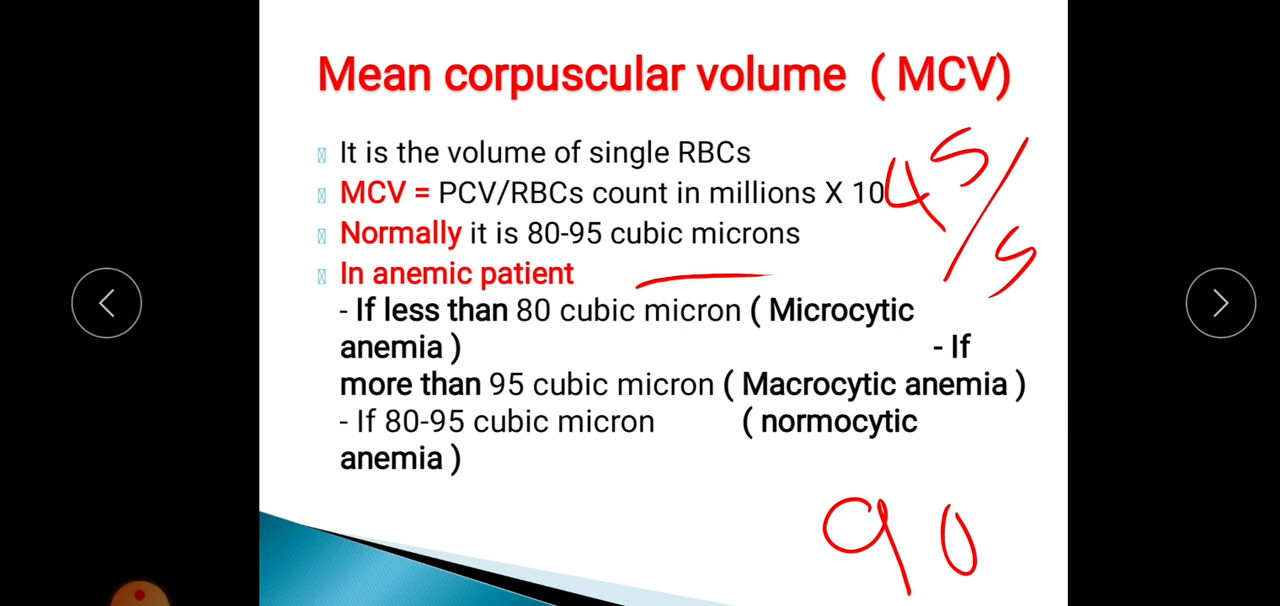 Mean corpuscular volume ( MCV)
It is the volume of single RBCs
MCV = PCV/RBCs count in millions X 10
45/5
Normally it is 80-95 cubic microns
In anemic patient
- If less than 80 cubic micron ( Microcytic
anemia ) - If
more than 95 cubic micron ( Macrocytic anemia )
- If 80-95 cubic micron ( normocytic
anemia )
90